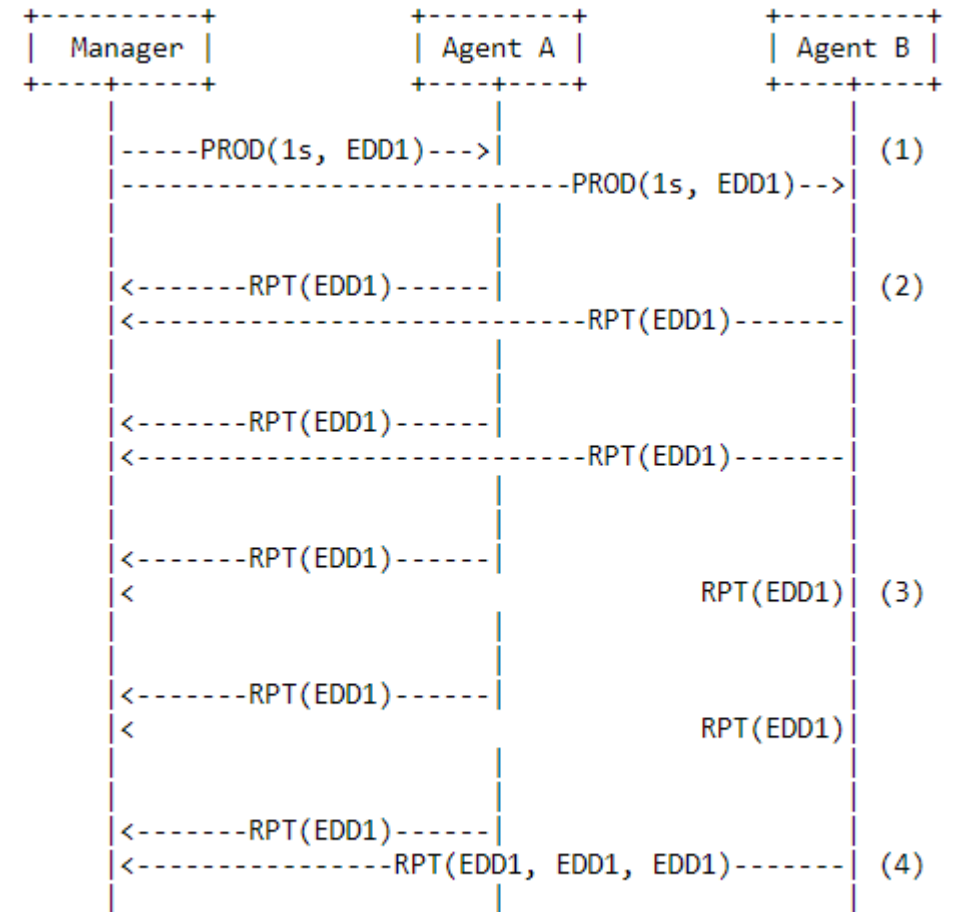 +----------+ +---------+ +---------+
| Manager | | Agent A | | Agent B |
+----+-----+ +----+----+ +----+----+
|-----PROD(1s, EDD1)--->| | (1)
|----------------------------PROD(1s, EDD1)-->|
|<-------RPT(EDD1)------| | (2)
|<----------------------------RPT(EDD1)-------|
|<-------RPT(EDD1)------|
|<----------------------------RPT(EDD1)-------|
|<-------RPT(EDD1)------|
|< RPT(EDD1)| (3)
|<-------RPT(EDD1)------|
|< RPT(EDD1)|
|<-------RPT(EDD1)------|
|<----------------RPT(EDD1, EDD1, EDD1)-------| (4)